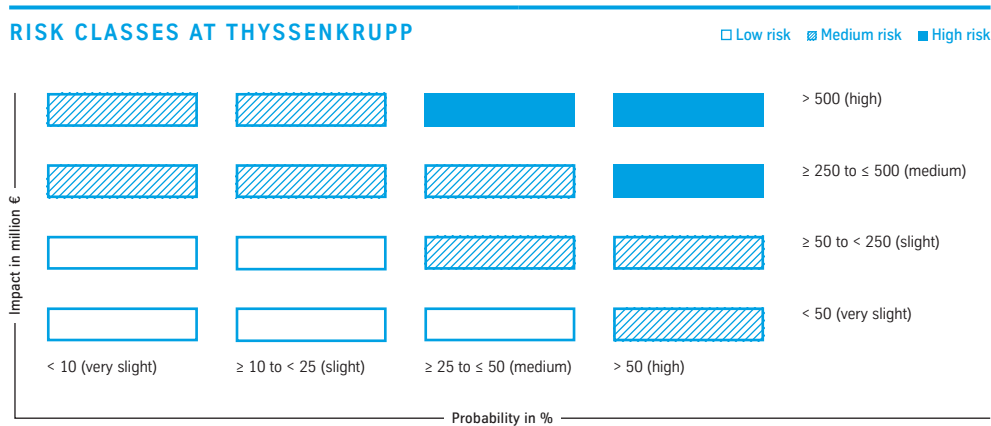 RISK CLASSES AT THYSSENKRUPP
Low risk Medium risk High risk
> 500 (high)
≥ 250 to ≤ 500 (medium)
≥ 50 to < 250 (slight)
< 50 (very slight)
Impact in million €
< 10 (very slight) ≥ 10 to < 25 (slight) ≥ 25 to ≤ 50 (medium) > 50 (high)
Probability in %